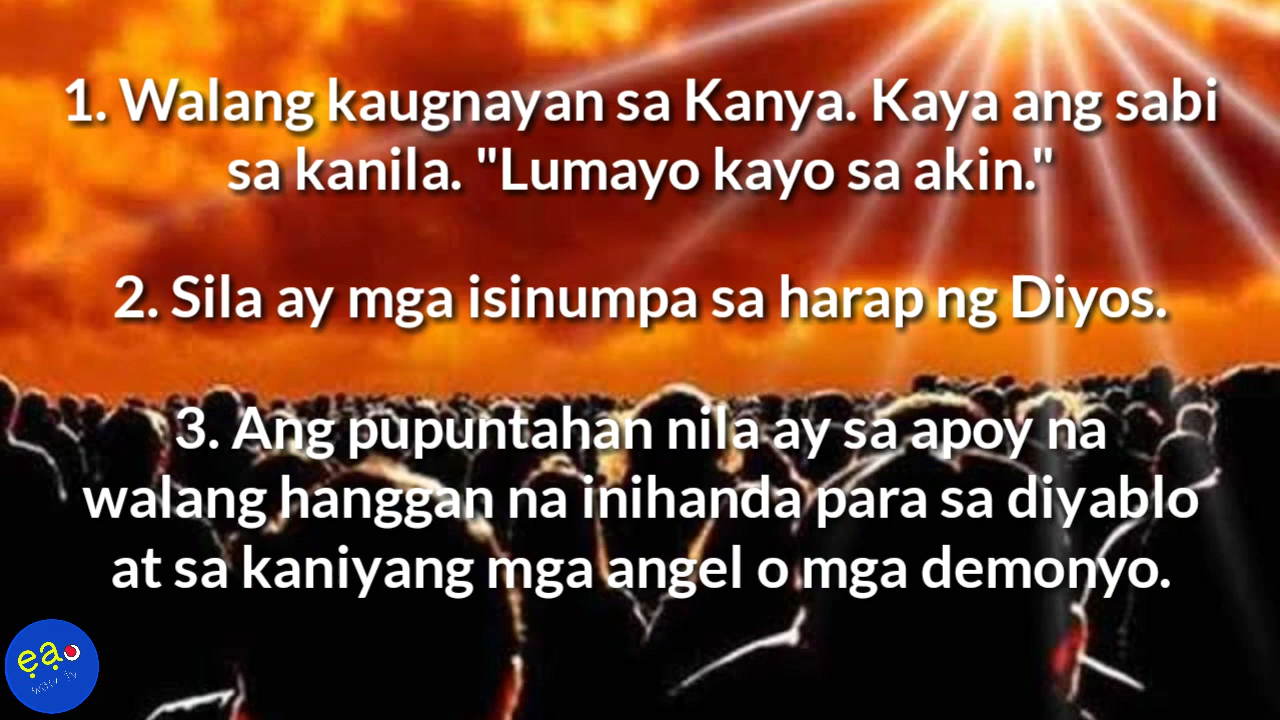 1. Walang kaugnayan sa Kanya. Kaya ang sabi
sa kanila. "Lumayo kayo sa akin."
2. Sila ay mga isinumpa sa harap ng Diyos.
3. Ang pupuntahan nila ay sa apoy na
walang hanggan na inihanda para sa diyablo
at sa kaniyang mga angel o mga demonyo.